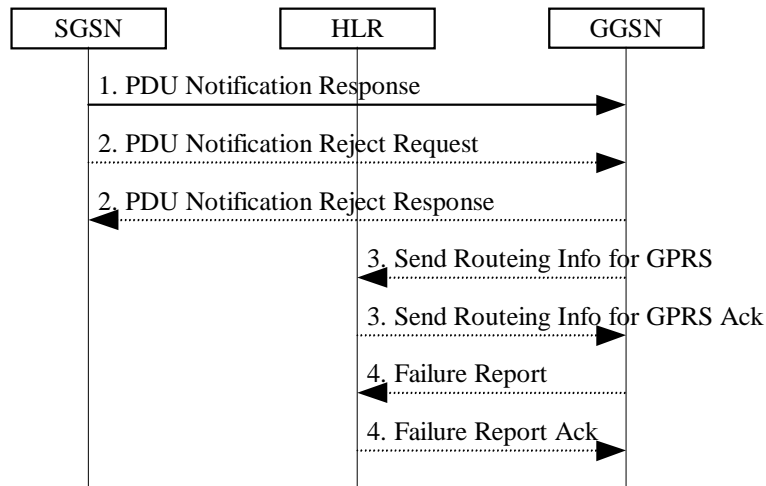 SGSN
HLR
GGSN
1. PDU Notification Response
2. PDU Notification Reject Request
2. PDU Notification Reject Response
3. Send Routeing Info for GPRS
3. Send Routeing Info for GPRS Ack
4. Failure Report
4. Failure Report Ack